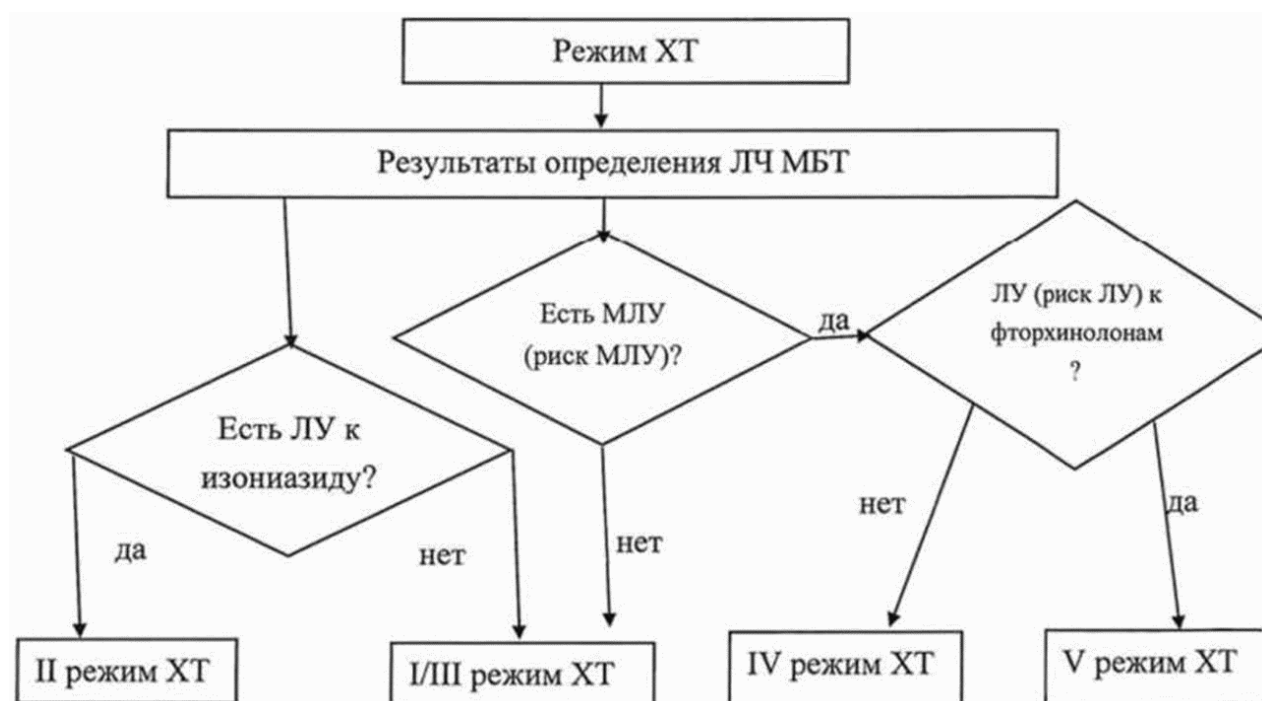 Режим ХТ
Результаты определения ЛЧ МБТ
Есть МЛУ
(риск МЛУ)?
да
ЛУ (риск ЛУ) к
фторхинолонам
?
Есть ЛУ к
изониазиду?
да
нет
нет
нет
да
II режим ХТ
I/III режим ХТ
IV режим ХТ
V режим ХТ